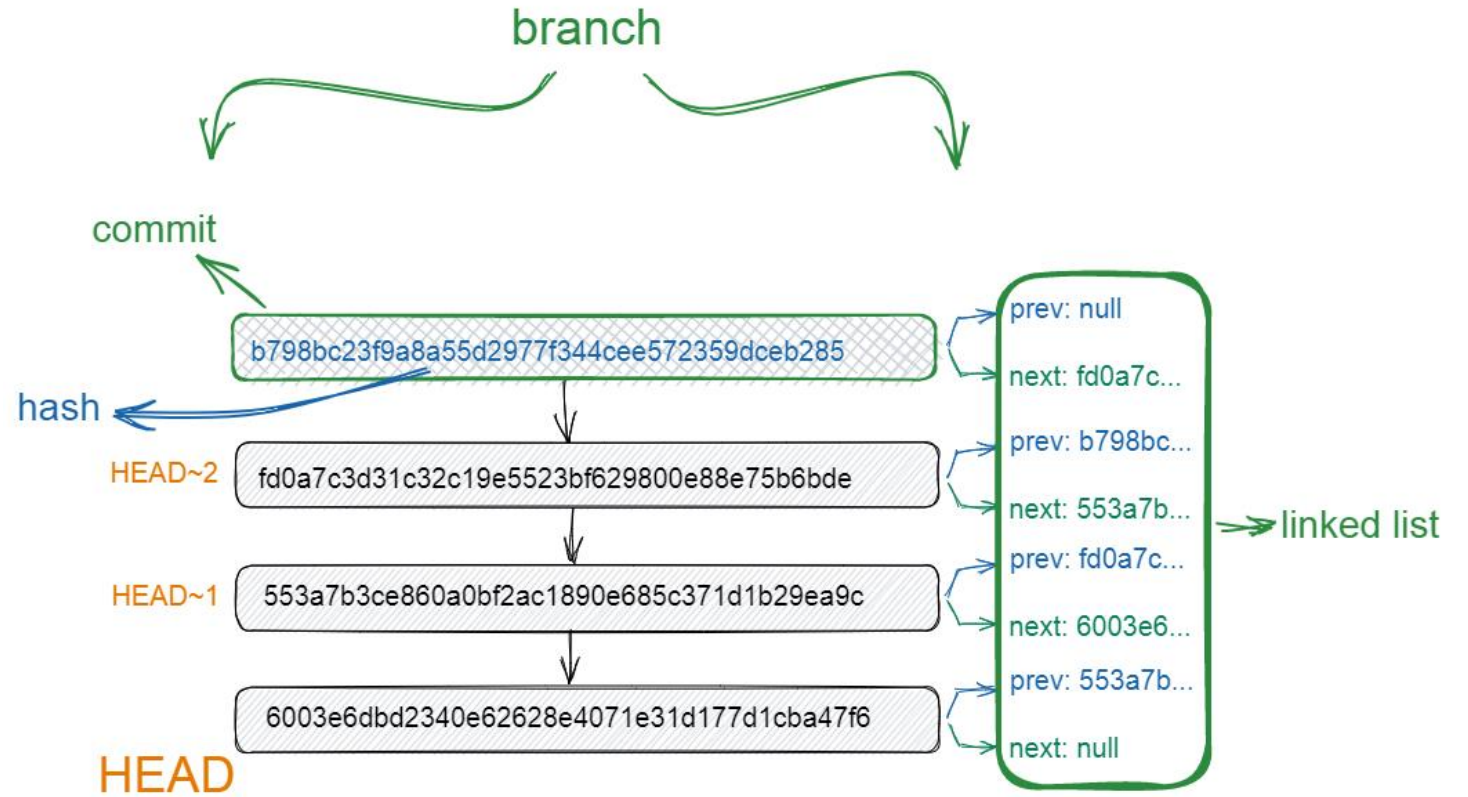 branch
commit
prev: null
b798bc23f9a8a55d2977f344cee572359dceb285
next: fd0a7c...
hash
prev: b798bc...
HEAD~2
fd0a7c3d31c32c19e5523bf629800e88e75b6bde
next: 553a7b...
linked list
prev: fd0a7c...
HEAD~1
553a7b3ce860a0bf2ac1890e685c371d1b29ea9c
next: 6003e6...
prev: 553a7b...
6003e6dbd2340e62628e4071e31d177d1cba47f6
next: null
HEAD